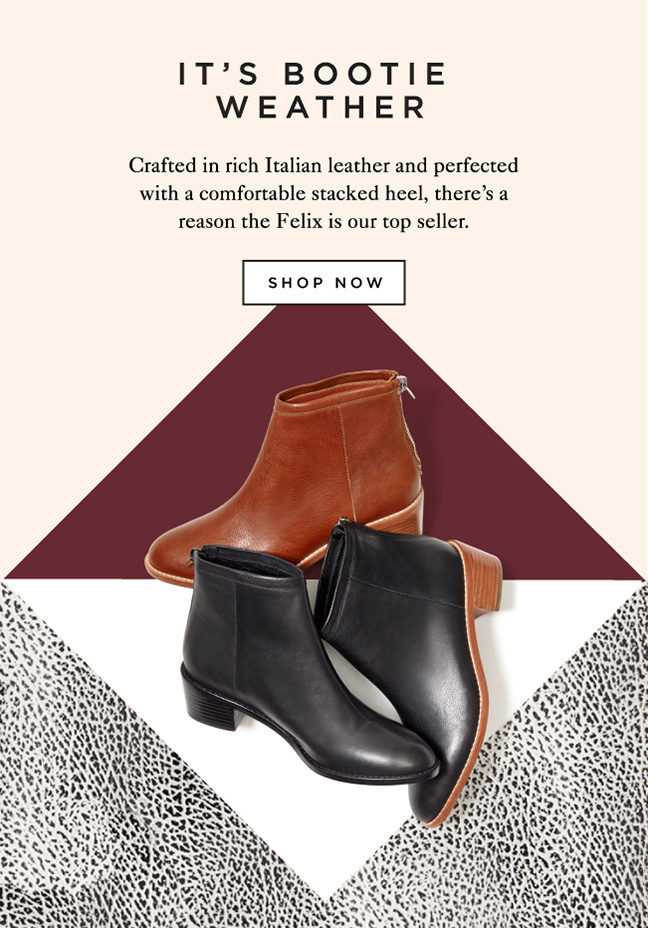 IT’S BOOTIE
WEATHER
Crafted in rich Italian leather and perfected
with a comfortable stacked heel, there’s a
reason the Felix is our top seller.
SHOP NOW